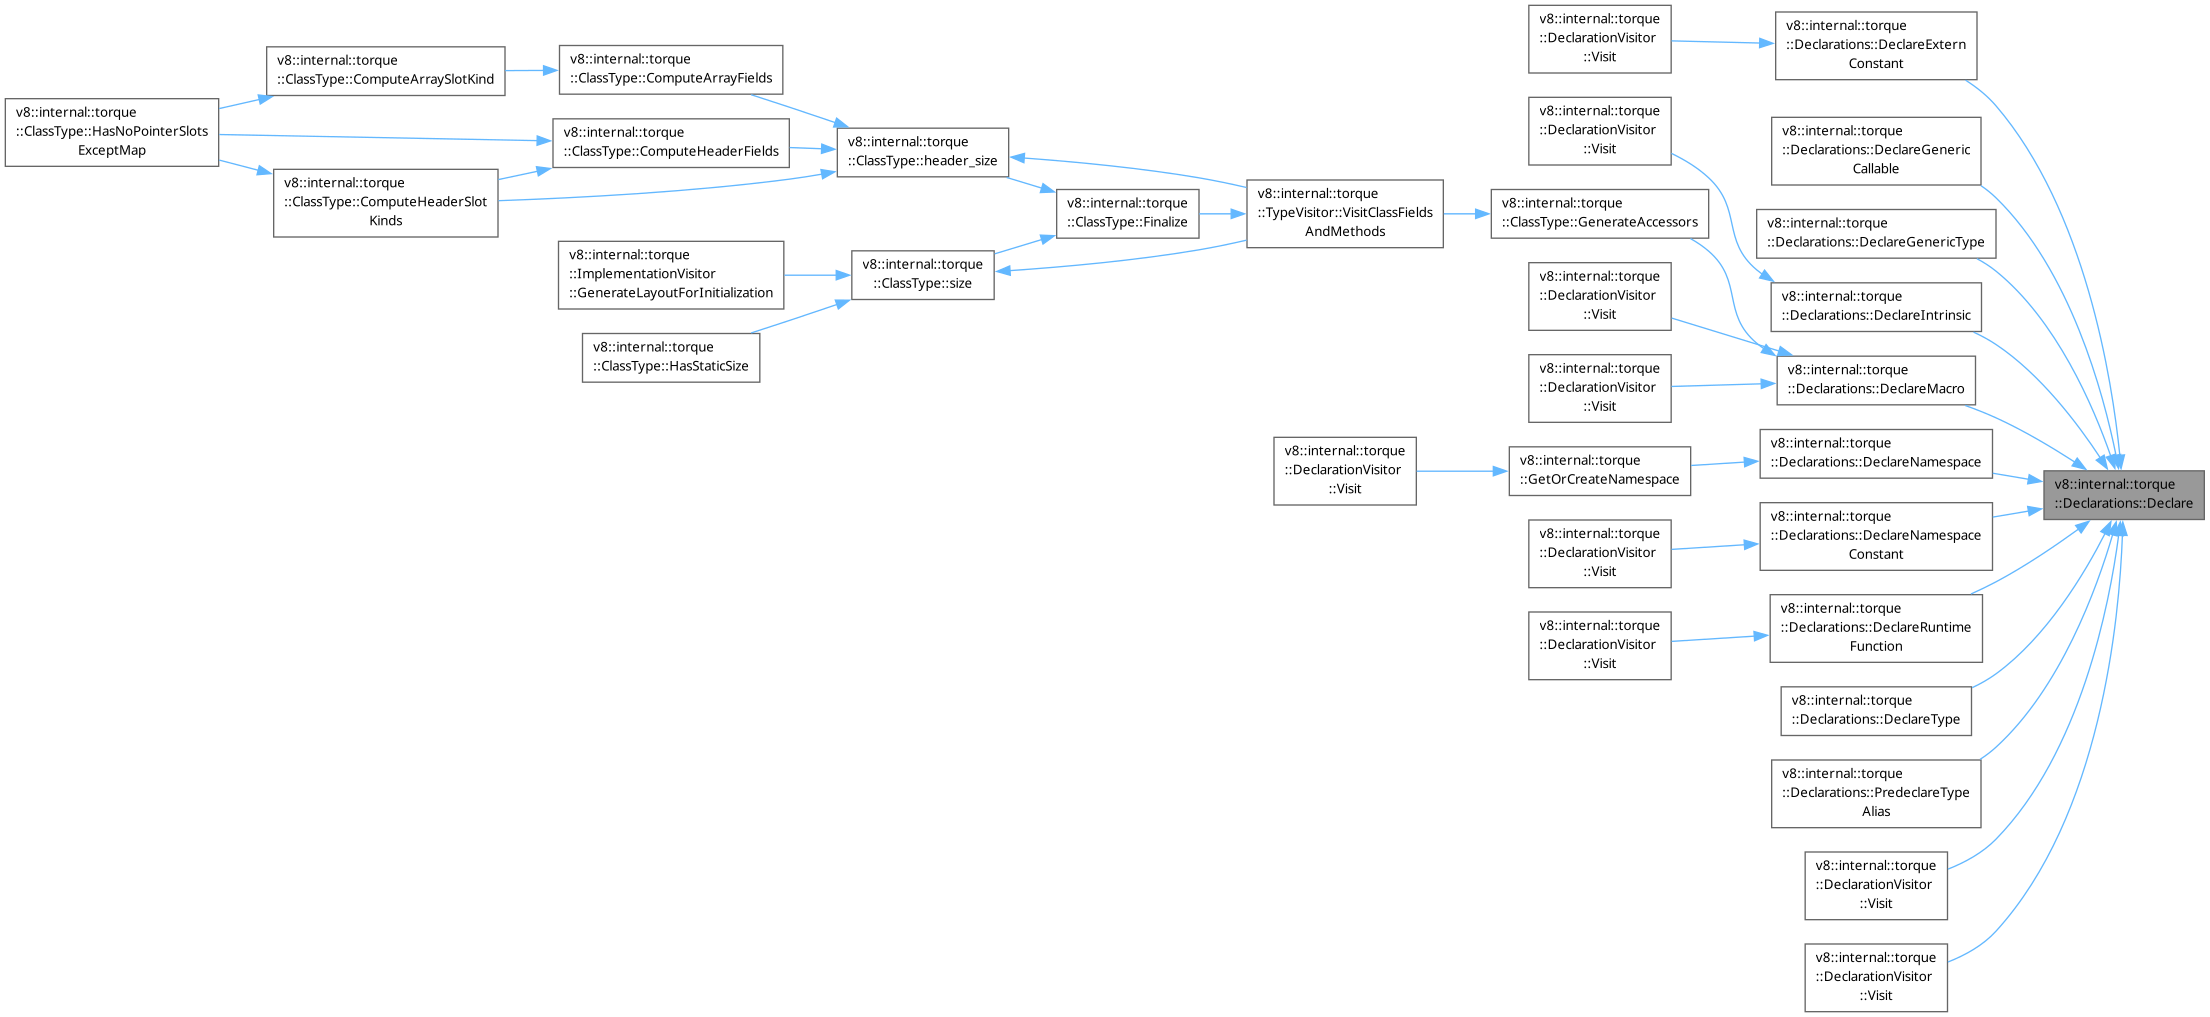 v8::internal::torque
::ClassType::HasNoPointerSlots
ExceptMap
v8::internal::torque
::ClassType::ComputeArraySlotKind
v8::internal::torque
::ClassType::ComputeHeaderSlot
Kinds
v8::internal::torque
::ClassType::ComputeArrayFields
v8::internal::torque
::ClassType::ComputeHeaderFields
v8::internal::torque
::ImplementationVisitor
::GenerateLayoutForInitialization
v8::internal::torque
::ClassType::HasStaticSize
v8::internal::torque
::ClassType::header_size
v8::internal::torque
::ClassType::size
v8::internal::torque
::ClassType::Finalize
v8::internal::torque
::TypeVisitor::VisitClassFields
AndMethods
v8::internal::torque
::DeclarationVisitor
::Visit
v8::internal::torque
::DeclarationVisitor
::Visit
v8::internal::torque
::DeclarationVisitor
::Visit
v8::internal::torque
::ClassType::GenerateAccessors
v8::internal::torque
::DeclarationVisitor
::Visit
v8::internal::torque
::DeclarationVisitor
::Visit
v8::internal::torque
::GetOrCreateNamespace
v8::internal::torque
::DeclarationVisitor
::Visit
v8::internal::torque
::DeclarationVisitor
::Visit
v8::internal::torque
::Declarations::DeclareExtern
Constant
v8::internal::torque
::Declarations::DeclareGeneric
Callable
v8::internal::torque
::Declarations::DeclareGenericType
v8::internal::torque
::Declarations::DeclareIntrinsic
v8::internal::torque
::Declarations::DeclareMacro
v8::internal::torque
::Declarations::DeclareNamespace
v8::internal::torque
::Declarations::DeclareNamespace
Constant
v8::internal::torque
::Declarations::DeclareRuntime
Function
v8::internal::torque
::Declarations::DeclareType
v8::internal::torque
::Declarations::PredeclareType
Alias
v8::internal::torque
::DeclarationVisitor
::Visit
v8::internal::torque
::DeclarationVisitor
::Visit
v8::internal::torque
::Declarations::Declare